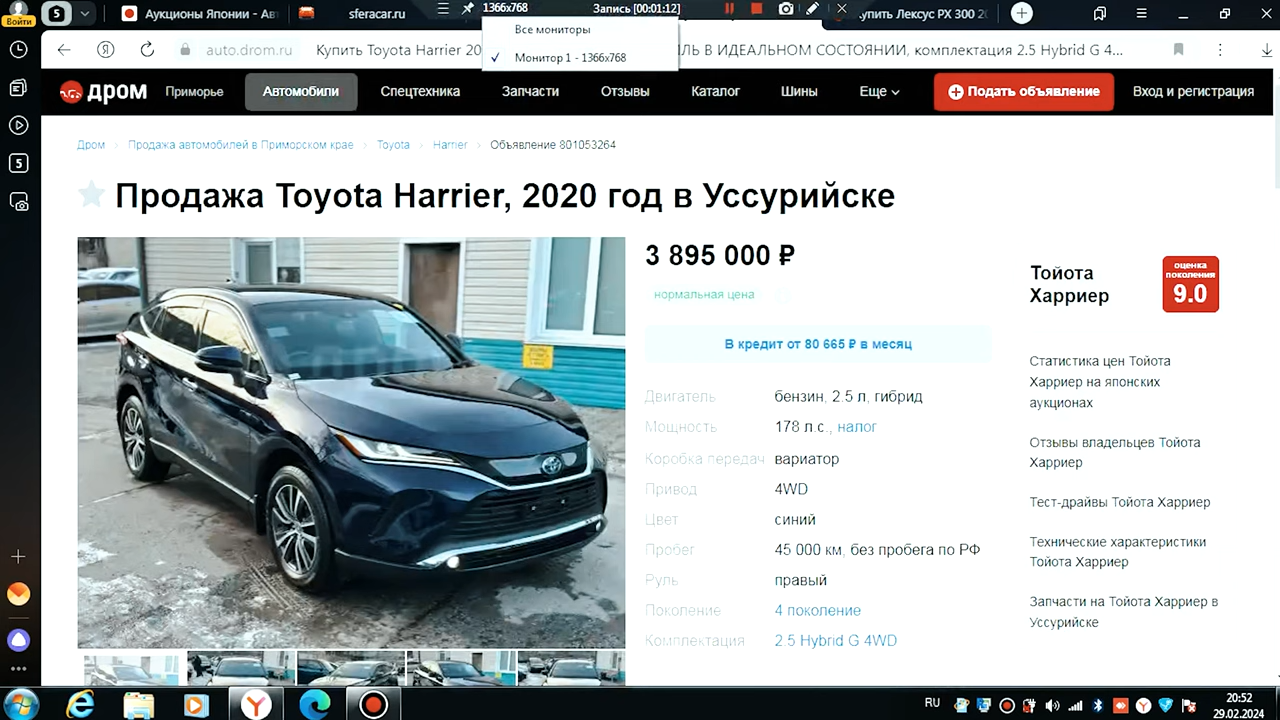 1366x768
Запись [00:01:12]
Войти
5
Аукционы Японии - Авт
sferacar.ru
упить Лексус РХ 300 20
Все мониторы
Монитор 1 - 1366x768
auto.drom.ru
Купить Toyota Harrier 20
ЛЬ В ИДЕАЛЬНОМ СОСТОЯНИИ, комплектация 2.5 Hybrid G 4...
дром
Приморье
Автомобили
Спецтехника
Запчасти
Отзывы
Каталог
Шины
Еще
Подать объявление
Вход и регистрация
5
Дром
Продажа автомобилей в Приморском крае
Toyota
Harrier
Объявление 801053264
Продажа Toyota Harrier, 2020 год в Уссурийске
3 895 000 ₽
нормальная цена
В кредит от 80 665 ₽ в месяц
Двигатель бензин, 2.5 л, гибрид
Мощность 178 л.с., налог
Коробка передач вариатор
Привод 4WD
Цвет синий
Пробег 45 000 км, без пробега по РФ
Руль правый
Поколение 4 поколение
Комплектация 2.5 Hybrid G 4WD
Тойота
Харриер
оценка
поколения
9.0
Статистика цен Тойота
Харриер на японских
аукционах
Отзывы владельцев Тойота
Харриер
Тест-драйвы Тойота Харриер
Технические характеристики
Тойота Харриер
Запчасти на Тойота Харриер в
Уссурийске
RU
20:52
29.02.2024